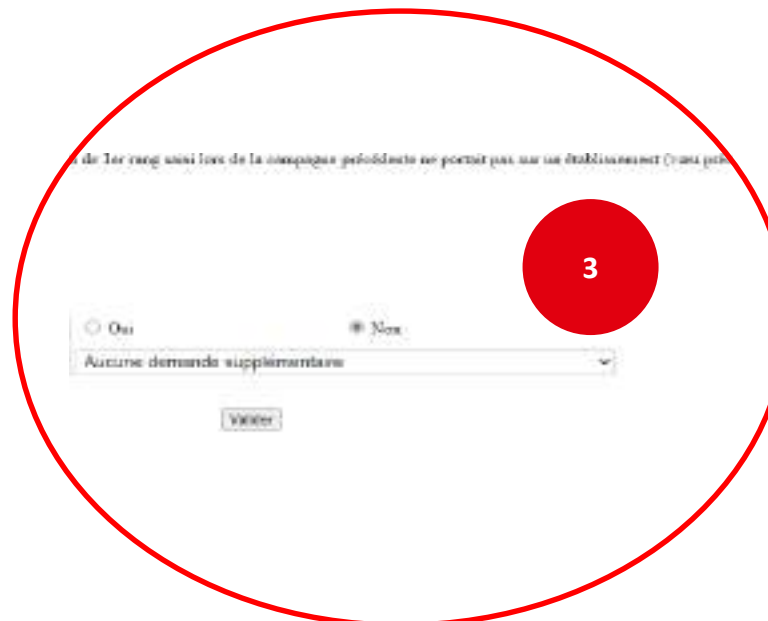 de 1er rang saisi lors de la campagne précédente ne portait pas sur un établissement (vœu
3
Oui Non
Aucune demande supplémentaire
Valider